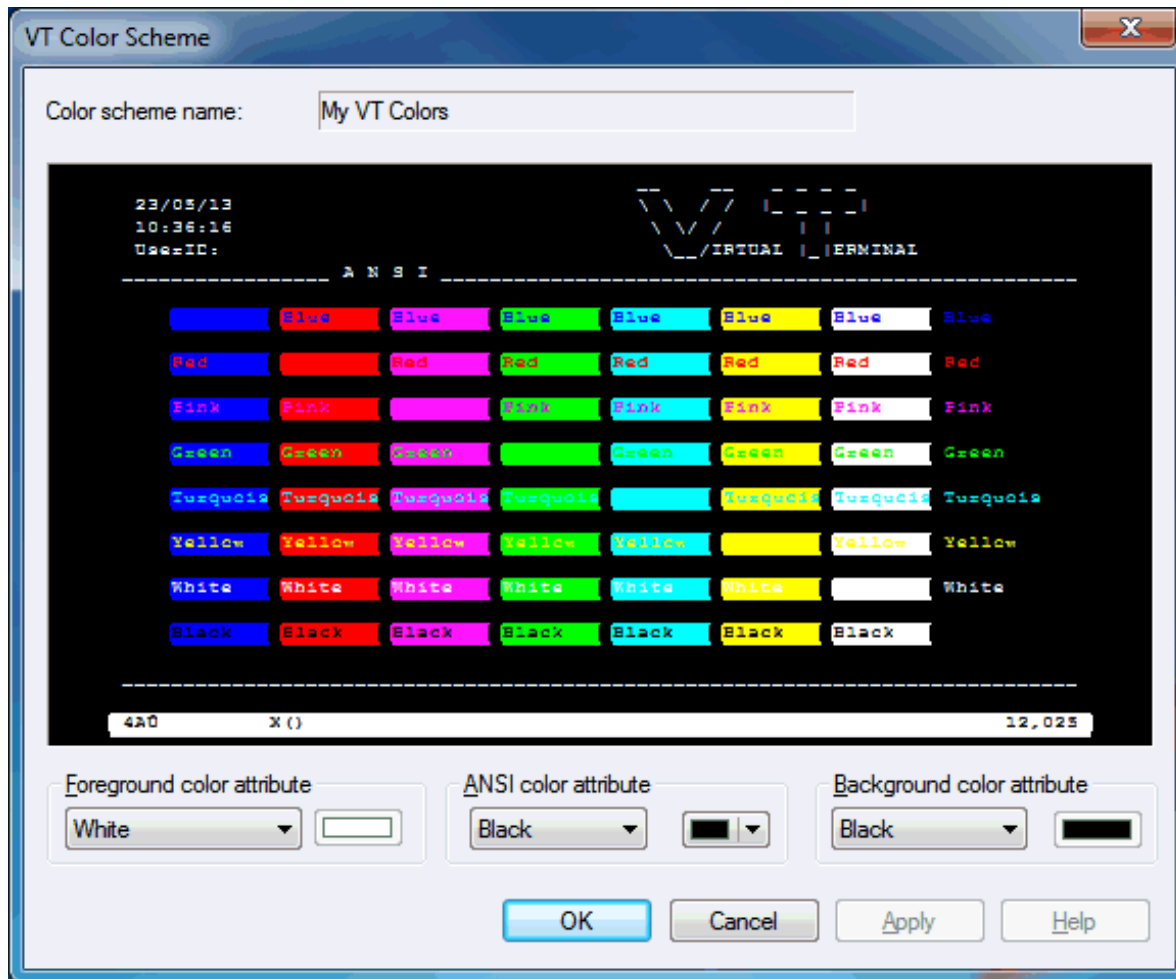 VT Color Scheme
Color scheme name: My VT Colors
23/05/13
10:36:16
UserID: \__/IRTUAL |_|ERMINAL
A N S I
Blue Blue Blue Blue Blue Blue Blue
Red Red Red Red Red Red Red
Pink Pink Pink Pink Pink Pink Pink
Green Green Green Green Green Green Green
Turquois Turquois Turquois Turquois Turquois Turquois Turquois
Yellow Yellow Yellow Yellow Yellow Yellow Yellow
White White White White White White White
Black Black Black Black Black Black Black
4AÛ X() 12,025
Foreground color attribute ANSI color attribute Background color attribute
White Black Black
OK Cancel Apply Help